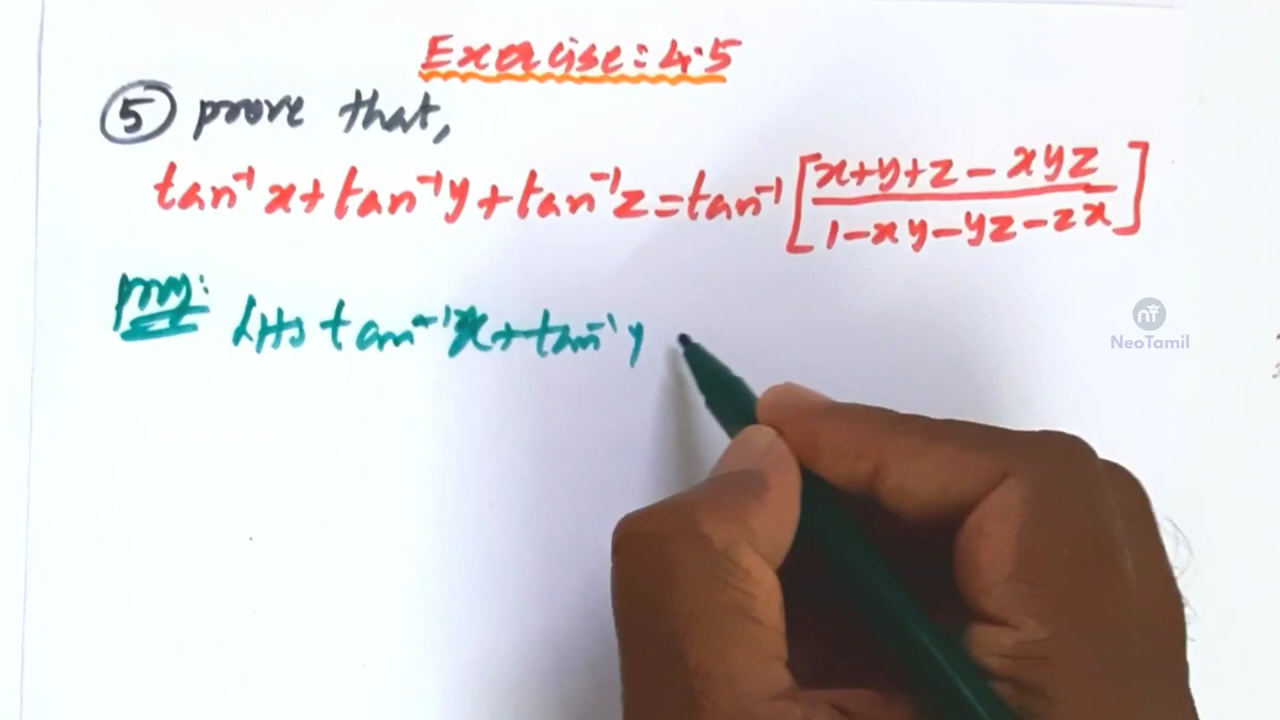 Exercise: 4.5
⑤ prove that,
tan⁻¹x + tan⁻¹y + tan⁻¹z = tan⁻¹ [ x+y+z - xyz / 1-xy-yz-zx ]
LHS tan⁻¹x + tan⁻¹y
NeoTamil